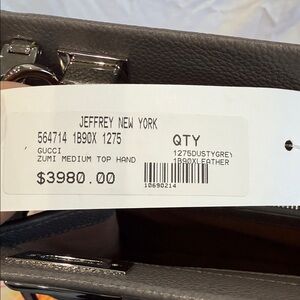 JEFFREY NEW YORK
564714 1B90X 1275
QTY
GUCCI
1275DUSTYGREY
ZUMI MEDIUM TOP HAND
1B90XLEATHER
$3980.00
10690214